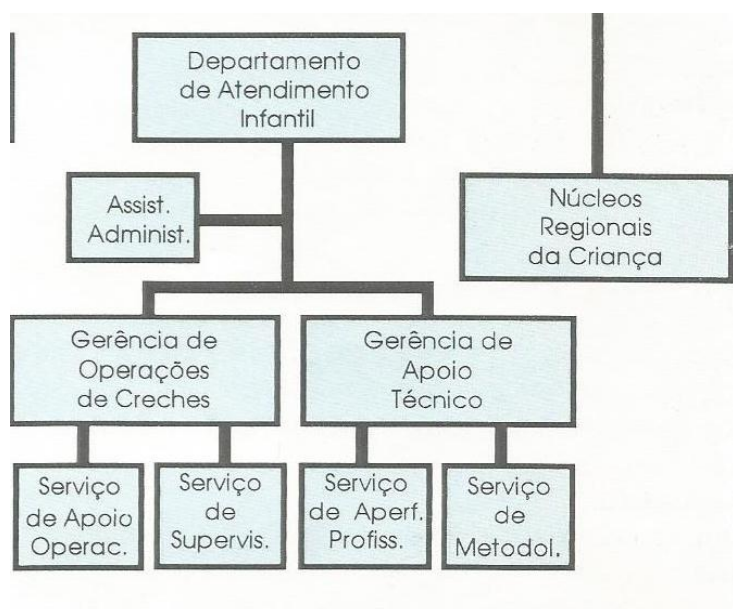 Departamento
de Atendimento
Infantil
Assist.
Administ.
Núcleos
Regionais
da Criança
Gerência de
Operações
de Creches
Gerência de
Apoio
Técnico
Serviço
de Apoio
Operac.
Serviço
de
Supervis.
Serviço
de Aperf.
Profiss.
Serviço
de
Metodol.